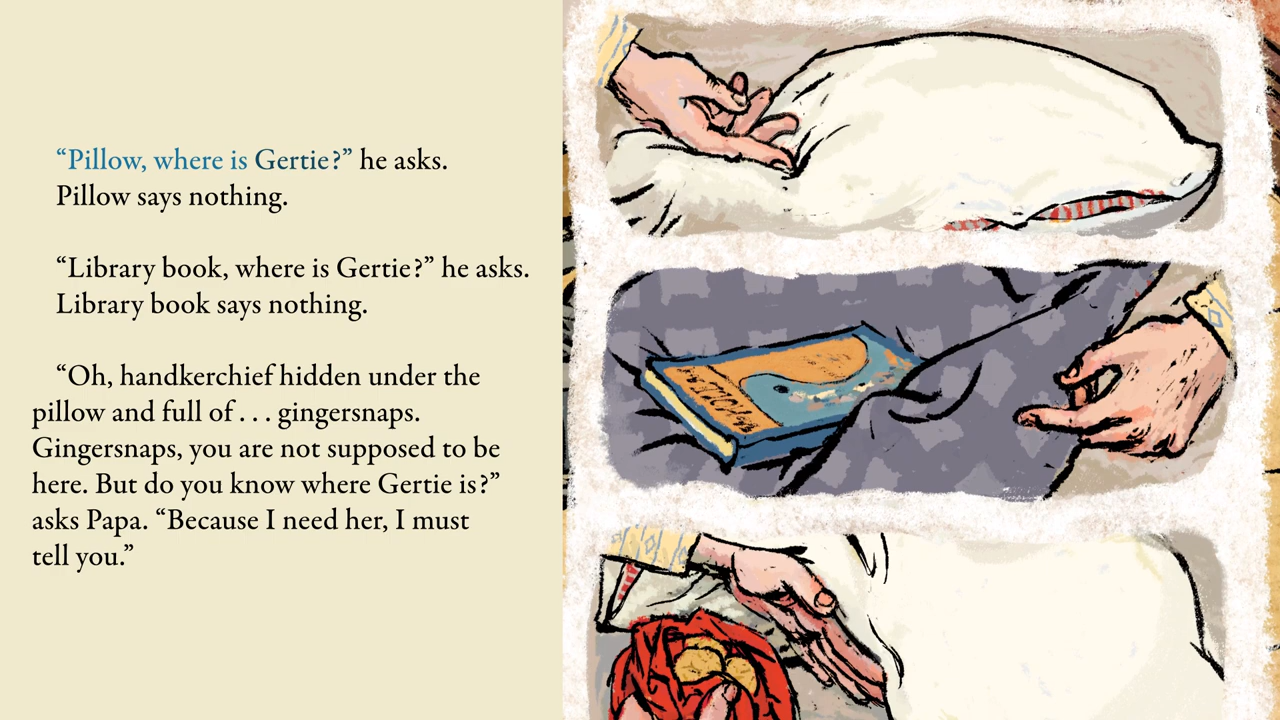 “Pillow, where is Gertie?” he asks.
Pillow says nothing.
“Library book, where is Gertie?” he asks.
Library book says nothing.
“Oh, handkerchief hidden under the
pillow and full of . . . gingersnaps.
Gingersnaps, you are not supposed to be
here. But do you know where Gertie is?”
asks Papa. “Because I need her, I must
tell you.”